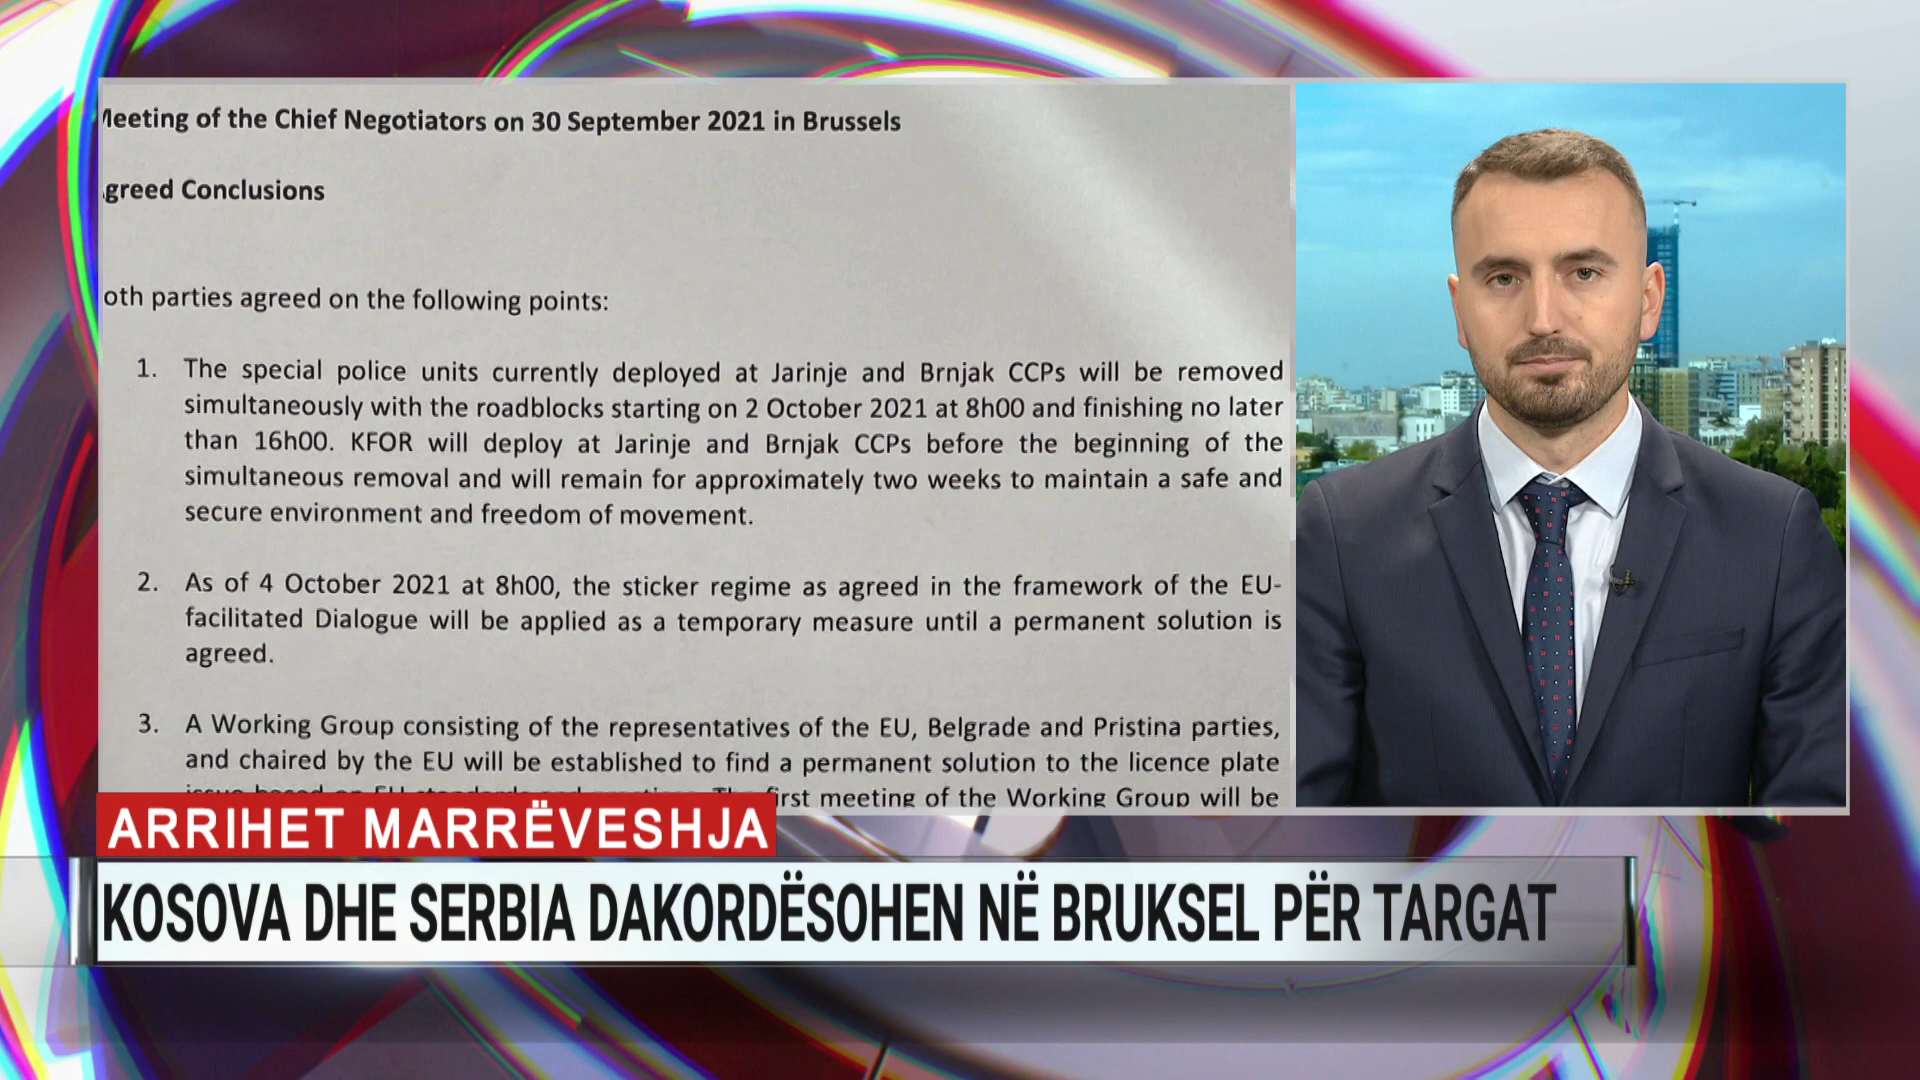 Meeting of the Chief Negotiators on 30 September 2021 in Brussels
greed Conclusions
oth parties agreed on the following points:
1. The special police units currently deployed at Jarinje and Brnjak CCPs will be removed
simultaneously with the roadblocks starting on 2 October 2021 at 8h00 and finishing no later
than 16h00. KFOR will deploy at Jarinje and Brnjak CCPs before the beginning of the
simultaneous removal and will remain for approximately two weeks to maintain a safe and
secure environment and freedom of movement.
2. As of 4 October 2021 at 8h00, the sticker regime as agreed in the framework of the EU-
facilitated Dialogue will be applied as a temporary measure until a permanent solution is
agreed.
3. A Working Group consisting of the representatives of the EU, Belgrade and Pristina parties,
and chaired by the EU will be established to find a permanent solution to the licence plate
irst meeting of the Working Group will be
ARRIHET MARRËVESHJA
KOSOVA DHE SERBIA DAKORDËSOHEN NË BRUKSEL PËR TARGAT